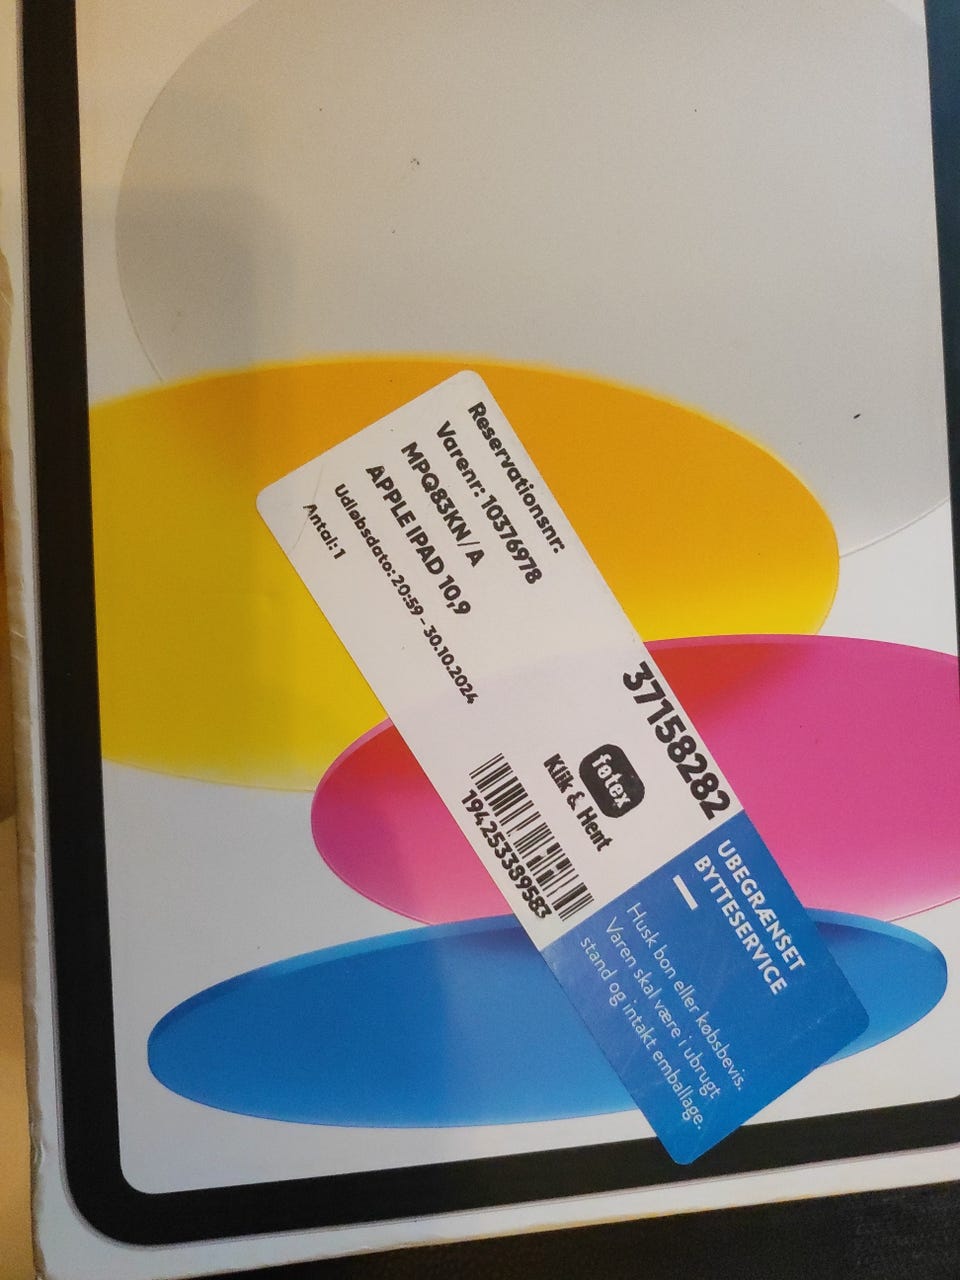 Reservationsnr:
37158282
Varenr: 10376978
MPQ83KN/A
APPLE IPAD 10,9
Udløbsdato: 20:59 - 30.10.2024
Antal: 1
føtex
Klik & Hent
194253389583
UBEGRÆNSET
BYTTESERVICE
Husk bon eller købsbevis.
Varen skal være i ubrugt
stand og intakt emballage.